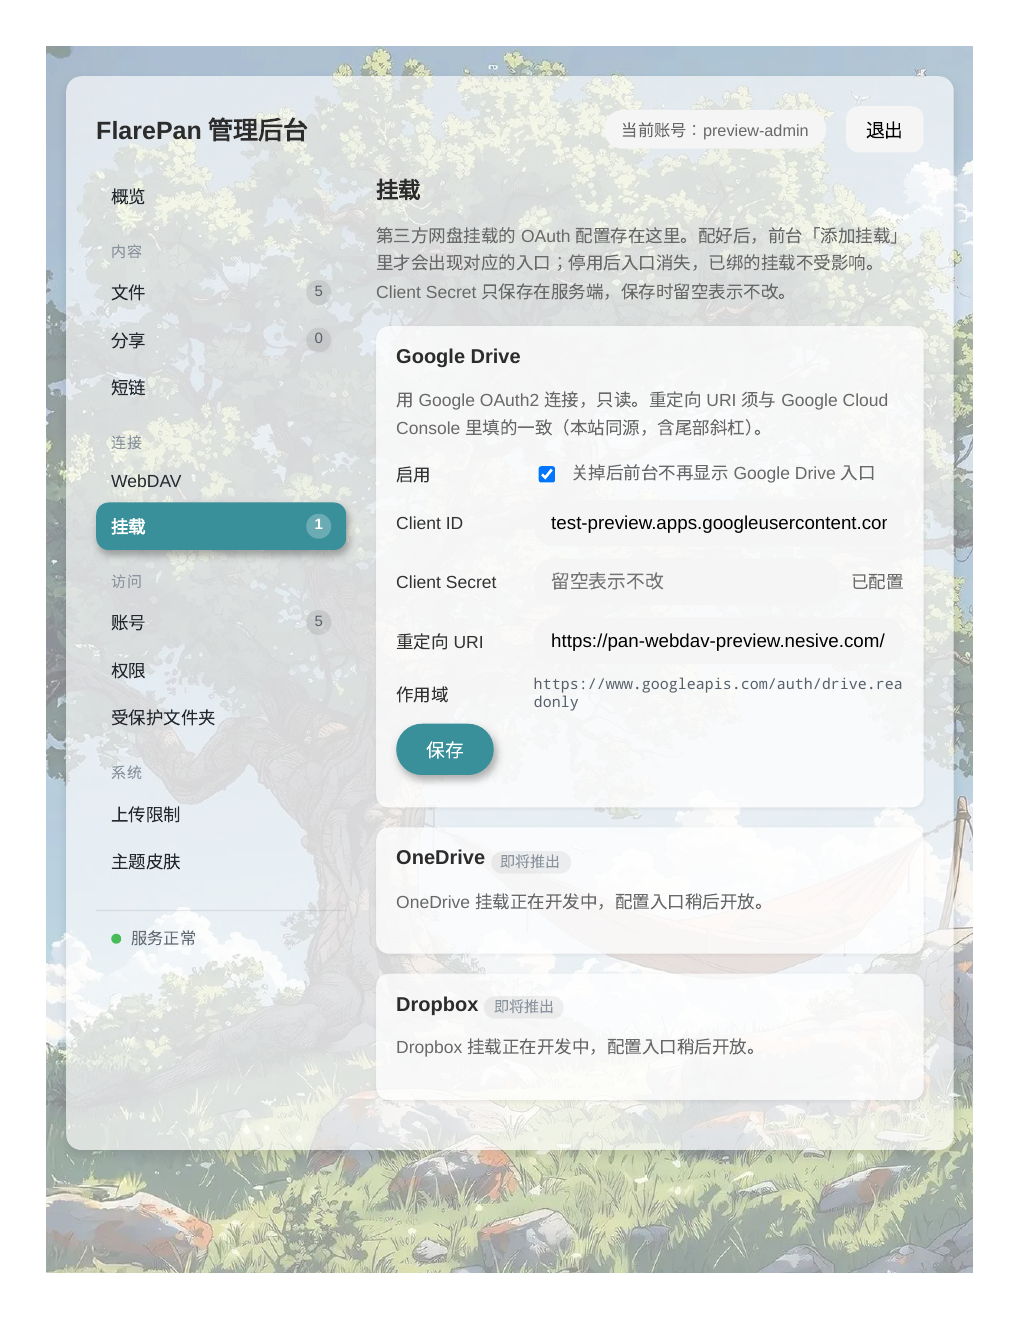 FlarePan 管理后台
当前账号：preview-admin
退出
概览
内容
文件 5
分享 0
短链
连接
WebDAV
挂载 1
访问
账号 5
权限
受保护文件夹
系统
上传限制
主题皮肤
服务正常
挂载
第三方网盘挂载的 OAuth 配置存在这里。配好后，前台「添加挂载」
里才会出现对应的入口；停用后入口消失，已绑的挂载不受影响。
Client Secret 只保存在服务端，保存时留空表示不改。
Google Drive
用 Google OAuth2 连接，只读。重定向 URI 须与 Google Cloud
Console 里填的一致（本站同源，含尾部斜杠）。
启用 关掉后前台不再显示 Google Drive 入口
Client ID test-preview.apps.googleusercontent.cor
Client Secret 留空表示不改 已配置
重定向 URI https://pan-webdav-preview.nesive.com/
作用域 https://www.googleapis.com/auth/drive.rea
donly
保存
OneDrive 即将推出
OneDrive 挂载正在开发中，配置入口稍后开放。
Dropbox 即将推出
Dropbox 挂载正在开发中，配置入口稍后开放。